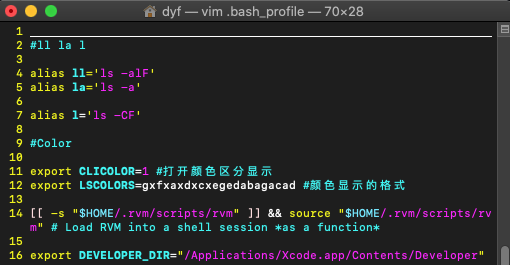 dyf — vim .bash_profile — 70×28
1
2 #ll la l
3
4 alias ll='ls -alF'
5 alias la='ls -a'
6
7 alias l='ls -CF'
8
9 #Color
10
11 export CLICOLOR=1 #打开颜色区分显示
12 export LSCOLORS=gxfxaxdxcxegedabagacad #颜色显示的格式
13
14 [[ -s "$HOME/.rvm/scripts/rvm" ]] && source "$HOME/.rvm/scripts/rv
m" # Load RVM into a shell session *as a function*
15
16 export DEVELOPER_DIR="/Applications/Xcode.app/Contents/Developer"